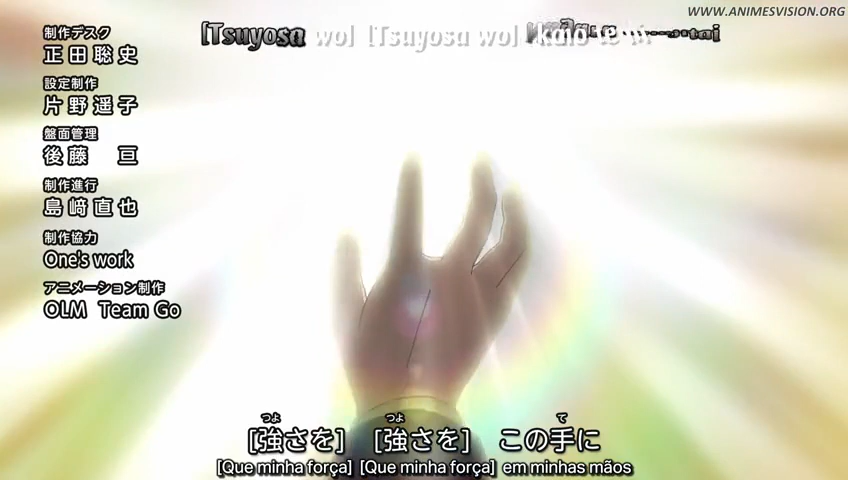 WWW.ANIMESVISION.ORG
[Tsuyosa wo] [Tsuyosa wo]
制作デスク
正田聡史
設定制作
片野遥子
盤面管理
後藤 亘
制作進行
島﨑直也
制作協力
One's work
アニメーション制作
OLM Team Go
つよ つよ て
[強さを] [強さを] この手に
[Que minha força] [Que minha força] em minhas mãos